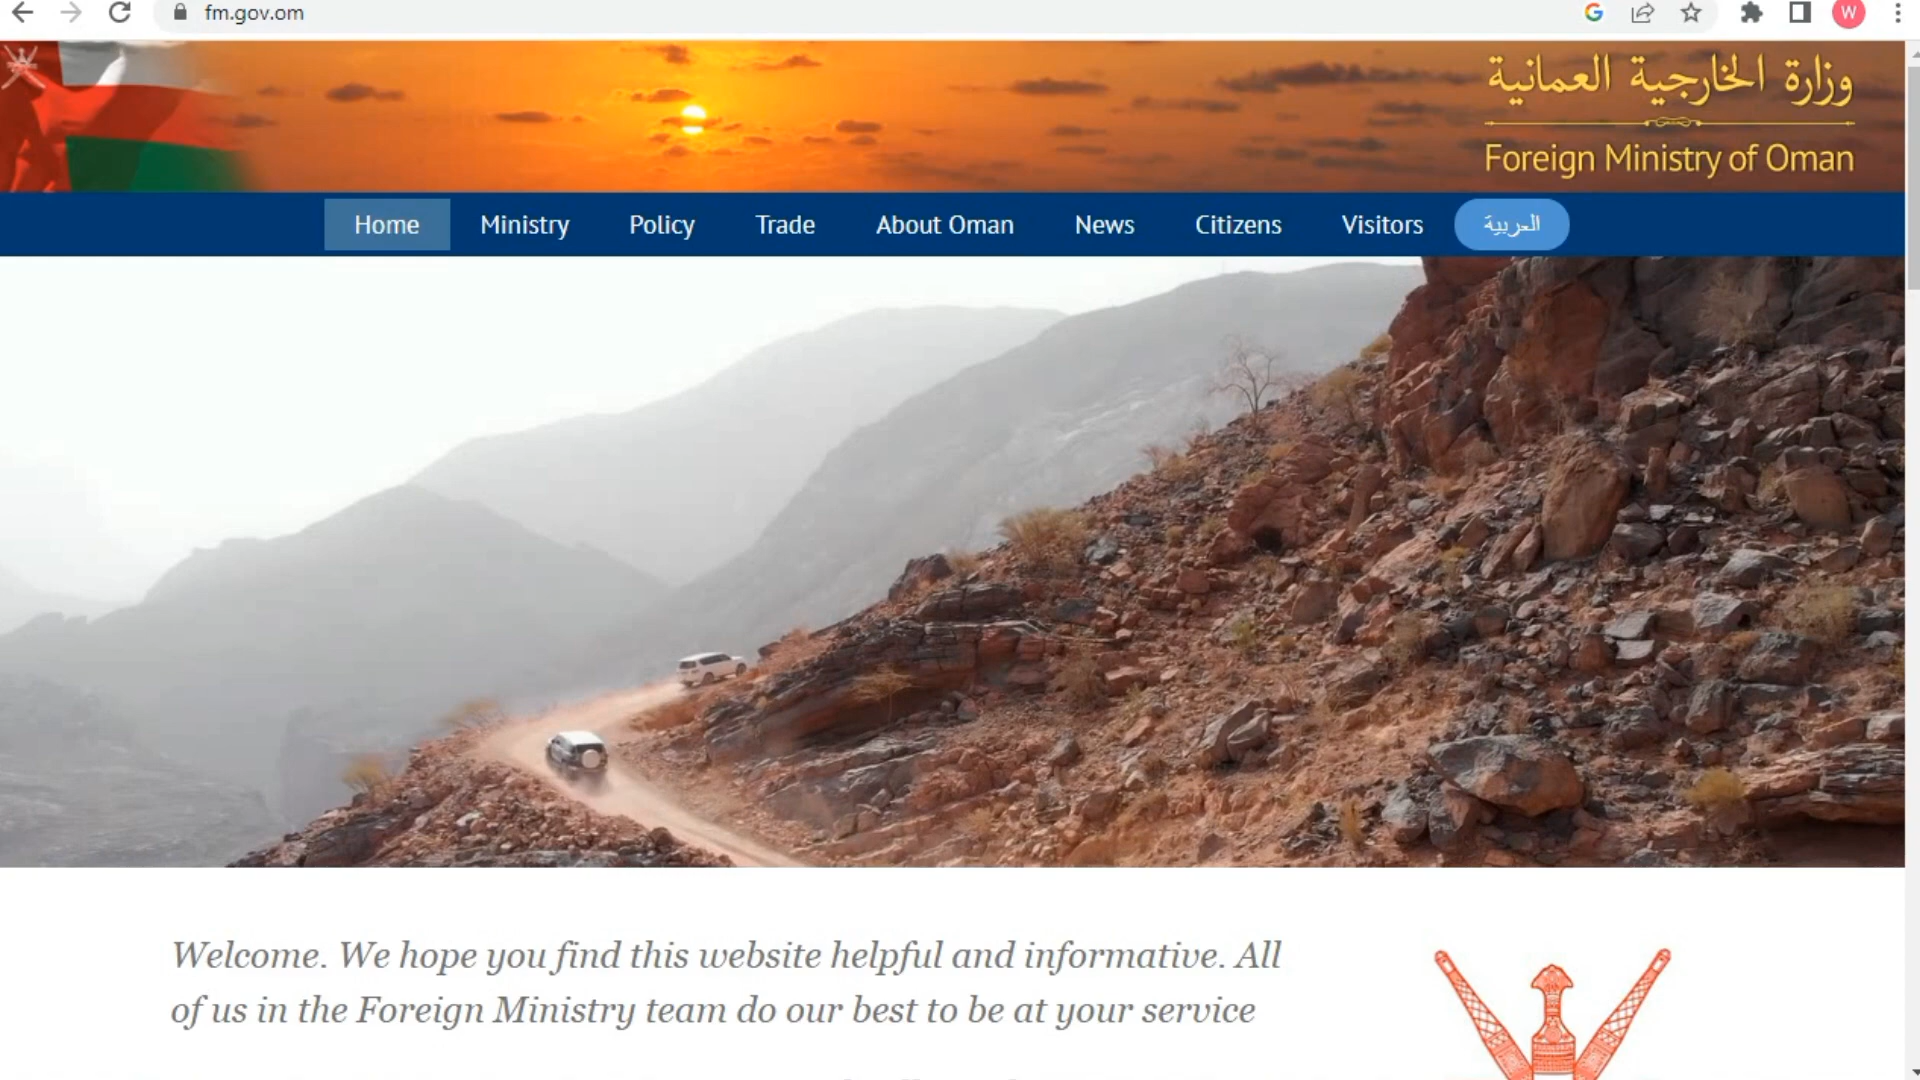 fm.gov.om
W
وزارة الخارجية العمانية
Foreign Ministry of Oman
Home
Ministry
Policy
Trade
About Oman
News
Citizens
Visitors
العربية
Welcome. We hope you find this website helpful and informative. All
of us in the Foreign Ministry team do our best to be at your service